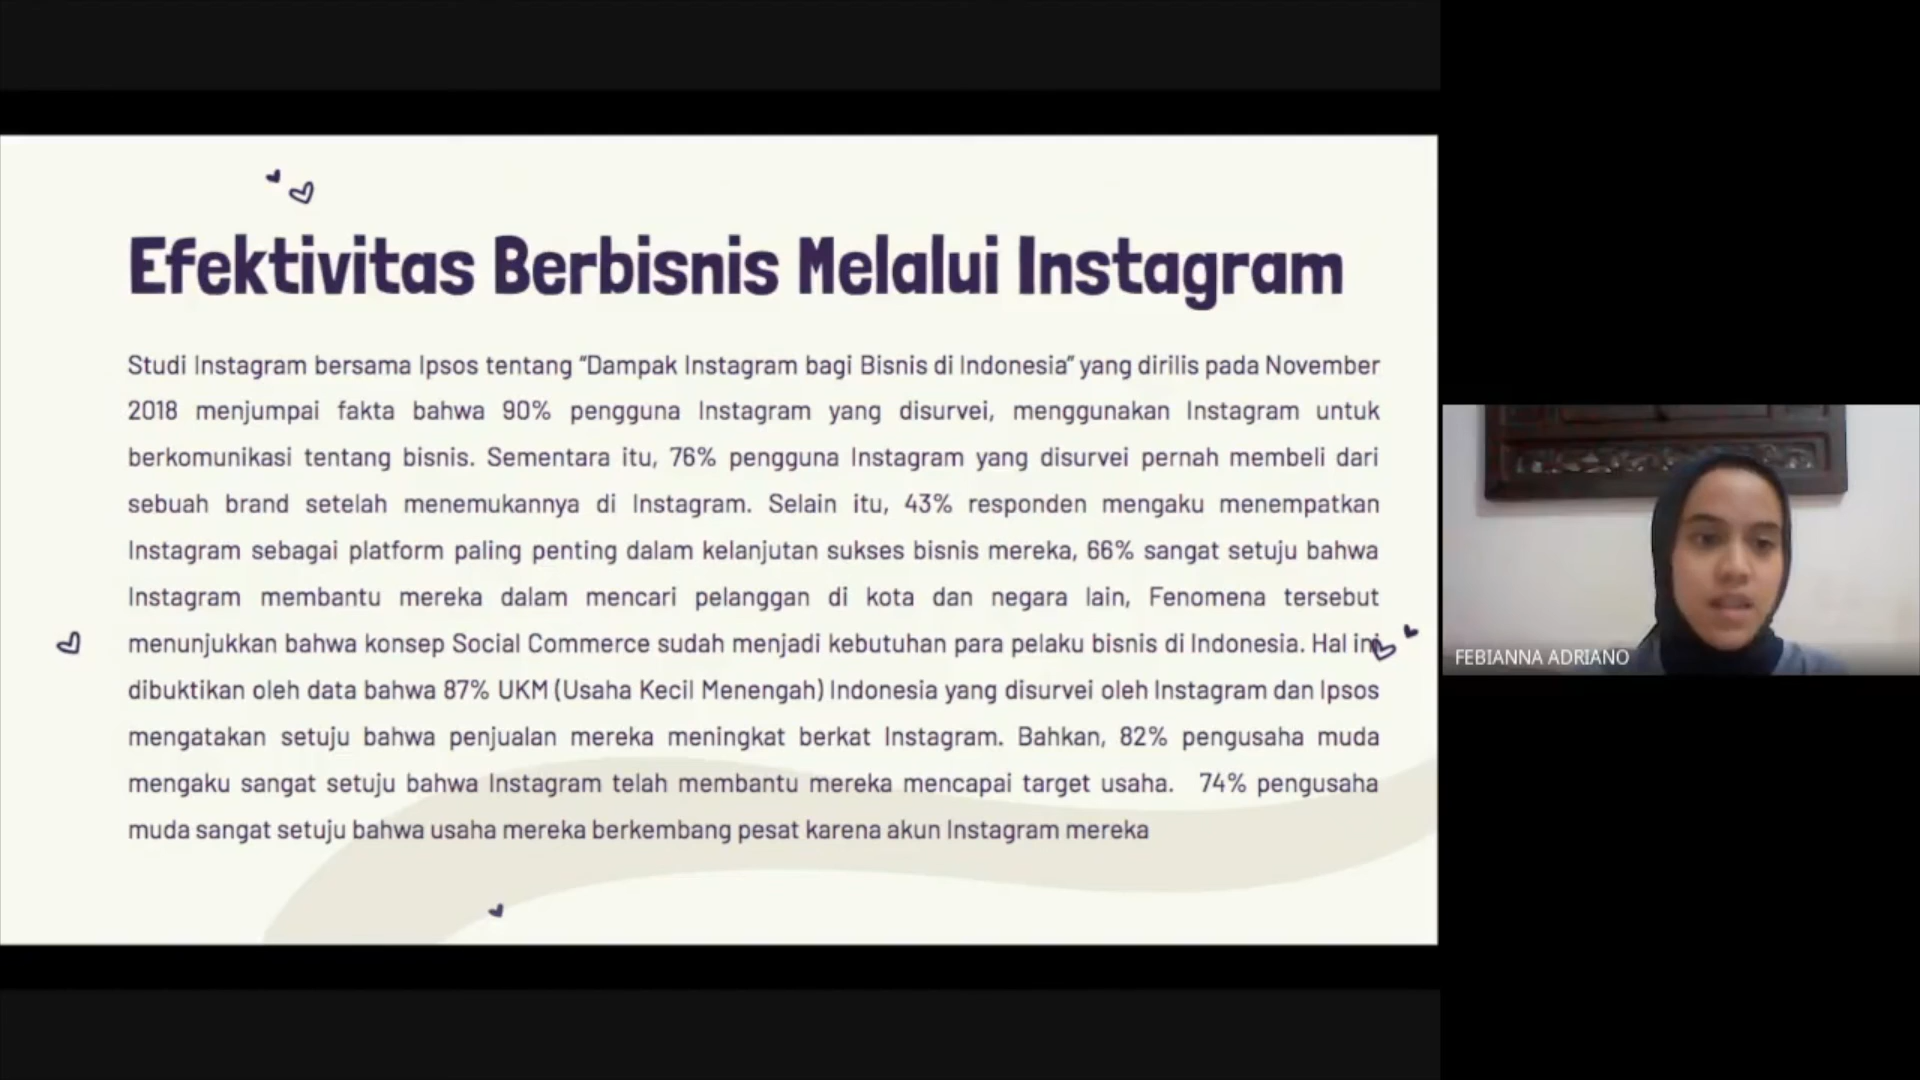 Efektivitas Berbisnis Melalui Instagram
Studi Instagram bersama Ipsos tentang “Dampak Instagram bagi Bisnis di Indonesia” yang dirilis pada November
2018 menjumpai fakta bahwa 90% pengguna Instagram yang disurvei, menggunakan Instagram untuk
berkomunikasi tentang bisnis. Sementara itu, 76% pengguna Instagram yang disurvei pernah membeli dari
sebuah brand setelah menemukannya di Instagram. Selain itu, 43% responden mengaku menempatkan
Instagram sebagai platform paling penting dalam kelanjutan sukses bisnis mereka, 66% sangat setuju bahwa
Instagram membantu mereka dalam mencari pelanggan di kota dan negara lain, Fenomena tersebut
menunjukkan bahwa konsep Social Commerce sudah menjadi kebutuhan para pelaku bisnis di Indonesia. Hal ini
dibuktikan oleh data bahwa 87% UKM (Usaha Kecil Menengah) Indonesia yang disurvei oleh Instagram dan Ipsos
mengatakan setuju bahwa penjualan mereka meningkat berkat Instagram. Bahkan, 82% pengusaha muda
mengaku sangat setuju bahwa Instagram telah membantu mereka mencapai target usaha. 74% pengusaha
muda sangat setuju bahwa usaha mereka berkembang pesat karena akun Instagram mereka
FEBIANNA ADRIANO